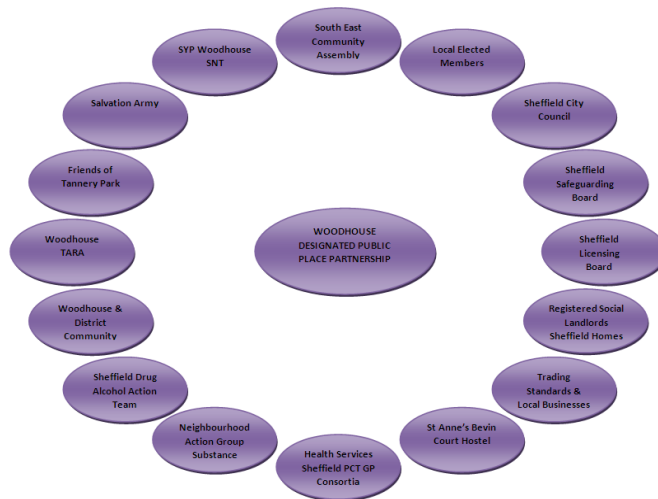 South East
Community
Assembly
Local Elected
Members
Sheffield City
Council
Sheffield
Safeguarding
Board
Sheffield
Licensing
Board
Registered Social
Landlords
Sheffield Homes
Trading
Standards &
Local Businesses
St Anne's Bevin
Court Hostel
Health Services
Sheffield PCT GP
Consortia
Neighbourhood
Action Group
Substance
Sheffield Drug
Alcohol Action
Team
Woodhouse &
District
Community
Woodhouse
TARA
Friends of
Tannery Park
Salvation Army
SYP Woodhouse
SNT
WOODHOUSE
DESIGNATED PUBLIC
PLACE PARTNERSHIP